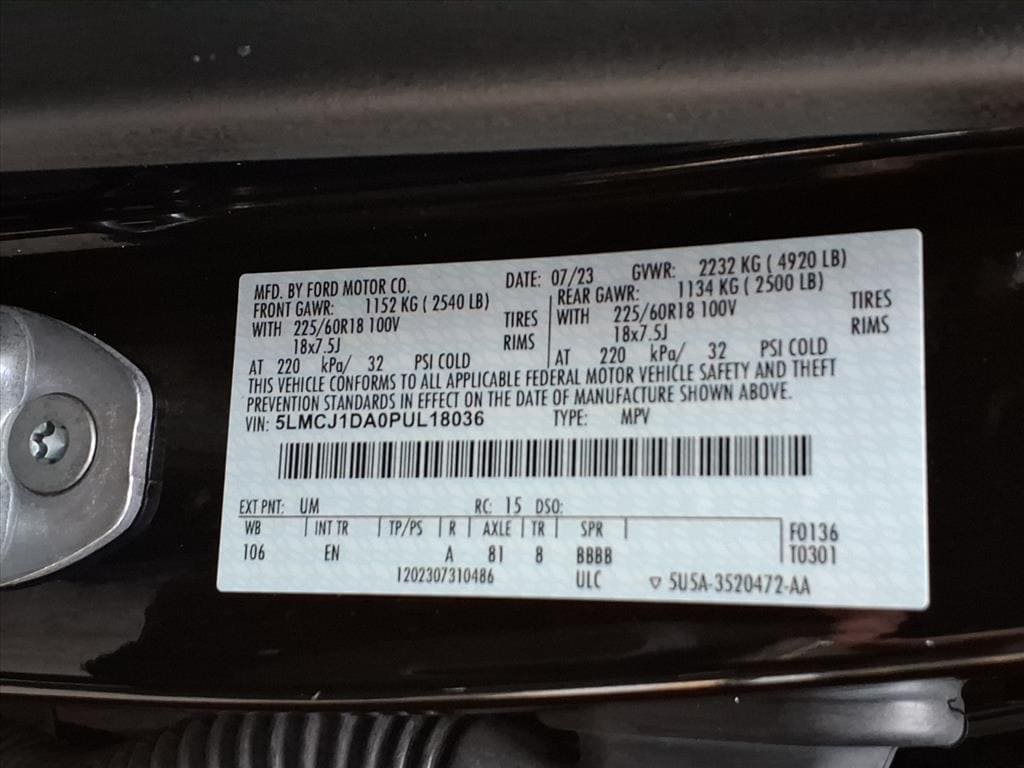 MFD. BY FORD MOTOR CO. DATE: 07/23 GVWR: 2232 KG ( 4920 LB)
FRONT GAWR: 1152 KG ( 2540 LB) REAR GAWR: 1134 KG ( 2500 LB)
WITH 225/60R18 100V TIRES WITH 225/60R18 100V TIRES
18x7.5J RIMS 18x7.5J RIMS
AT 220 kPa/ 32 PSI COLD AT 220 kPa/ 32 PSI COLD
THIS VEHICLE CONFORMS TO ALL APPLICABLE FEDERAL MOTOR VEHICLE SAFETY AND THEFT
PREVENTION STANDARDS IN EFFECT ON THE DATE OF MANUFACTURE SHOWN ABOVE.
VIN: 5LMCJ1DA0PUL18036 TYPE: MPV
EXT PNT: UM RC: 15 DSO:
WB INT TR TP/PS R AXLE TR SPR F0136
106 EN A 81 8 BBBB T0301
1202307310486 ULC ▽ 5U5A-3520472-AA